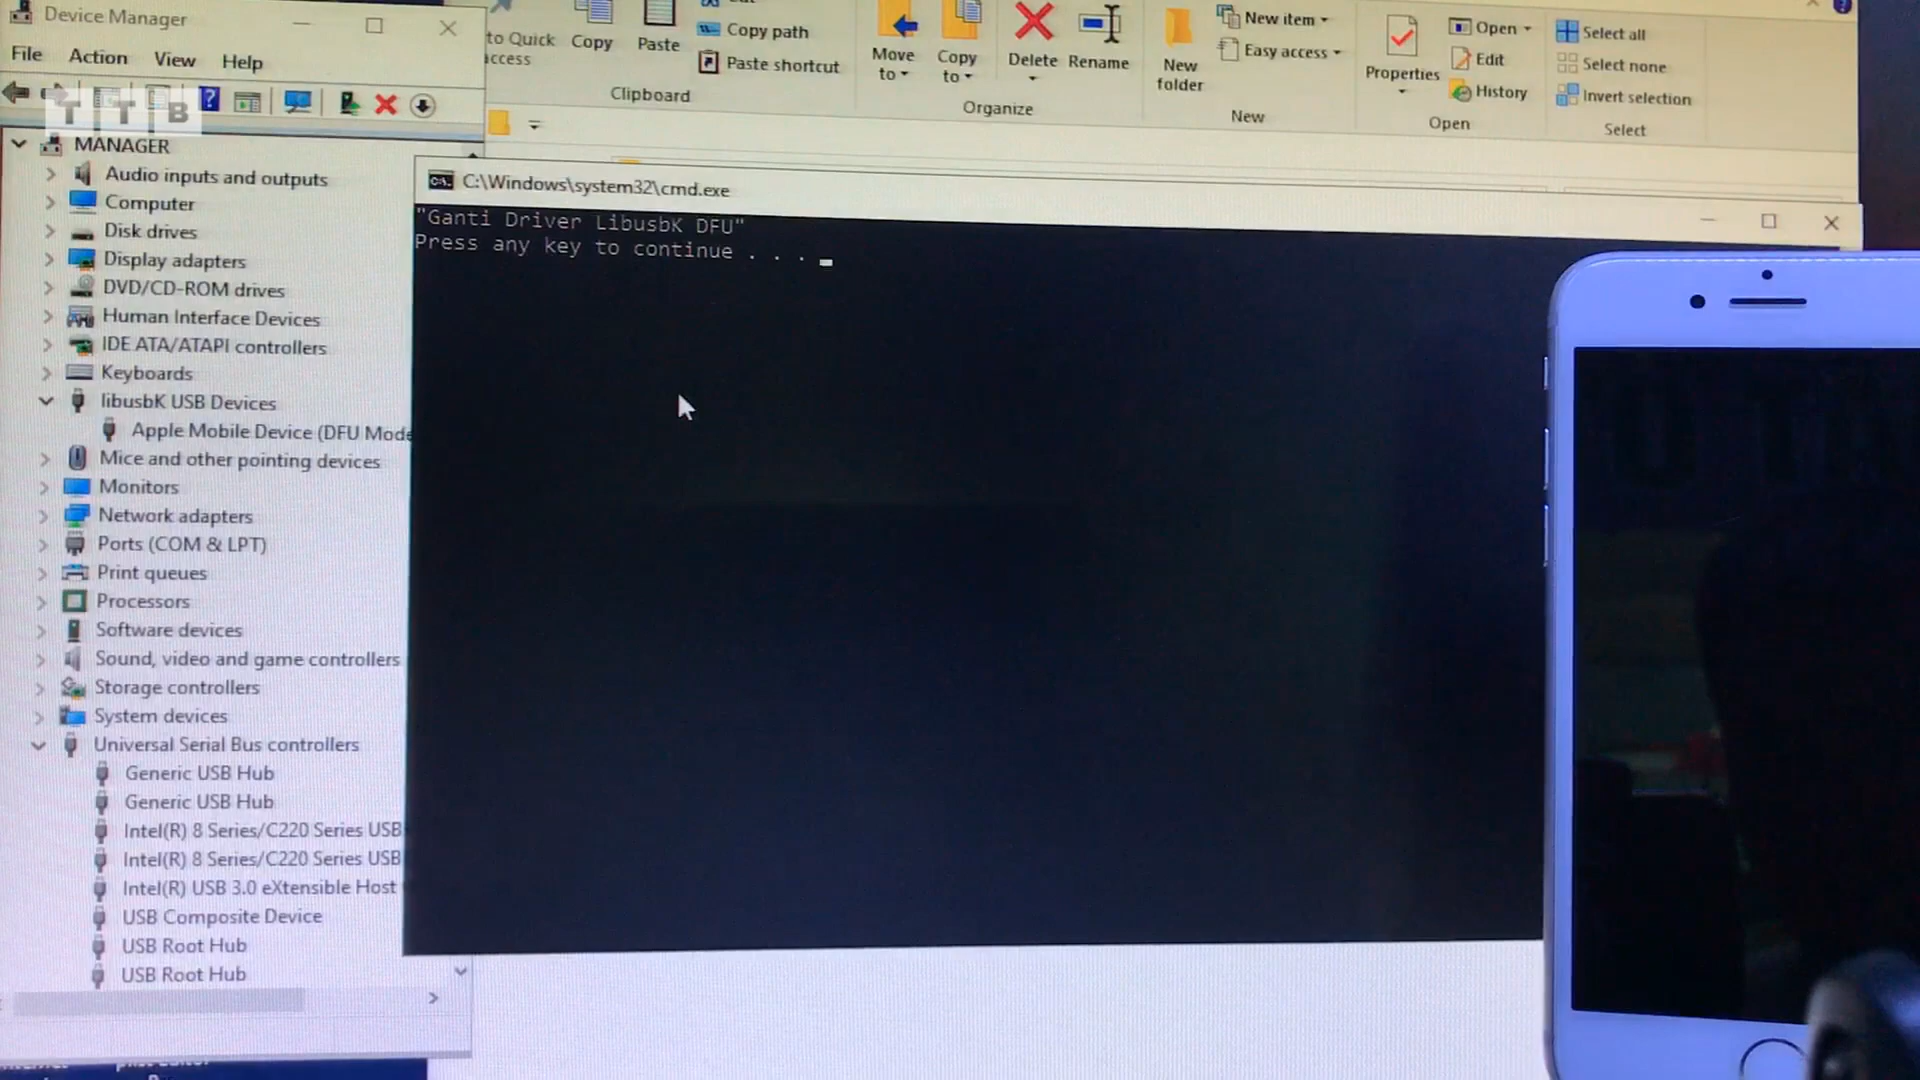 Device Manager
File Action View Help
TTB
MANAGER
Audio inputs and outputs
Computer
Disk drives
Display adapters
DVD/CD-ROM drives
Human Interface Devices
IDE ATA/ATAPI controllers
Keyboards
libusbK USB Devices
Apple Mobile Device (DFU Mode
Mice and other pointing devices
Monitors
Network adapters
Ports (COM & LPT)
Print queues
Processors
Software devices
Sound, video and game controllers
Storage controllers
System devices
Universal Serial Bus controllers
Generic USB Hub
Generic USB Hub
Intel(R) 8 Series/C220 Series USB
Intel(R) 8 Series/C220 Series USB
Intel(R) USB 3.0 eXtensible Host
USB Composite Device
USB Root Hub
USB Root Hub
to Quick
access
Copy
Paste
Copy path
Paste shortcut
Clipboard
Move
to
Copy
to
Delete
Rename
Organize
New
folder
New item
Easy access
New
Properties
Open
Edit
History
Open
Select all
Select none
Invert selection
Select
C:\Windows\system32\cmd.exe
"Ganti Driver LibusbK DFU"
Press any key to continue . . .